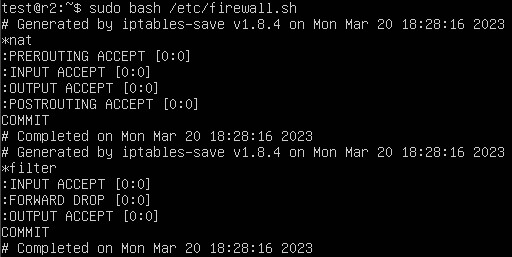 test@r2:~$ sudo bash /etc/firewall.sh
# Generated by iptables-save v1.8.4 on Mon Mar 20 18:28:16 2023
*nat
:PREROUTING ACCEPT [0:0]
:INPUT ACCEPT [0:0]
:OUTPUT ACCEPT [0:0]
:POSTROUTING ACCEPT [0:0]
COMMIT
# Completed on Mon Mar 20 18:28:16 2023
# Generated by iptables-save v1.8.4 on Mon Mar 20 18:28:16 2023
*filter
:INPUT ACCEPT [0:0]
:FORWARD DROP [0:0]
:OUTPUT ACCEPT [0:0]
COMMIT
# Completed on Mon Mar 20 18:28:16 2023